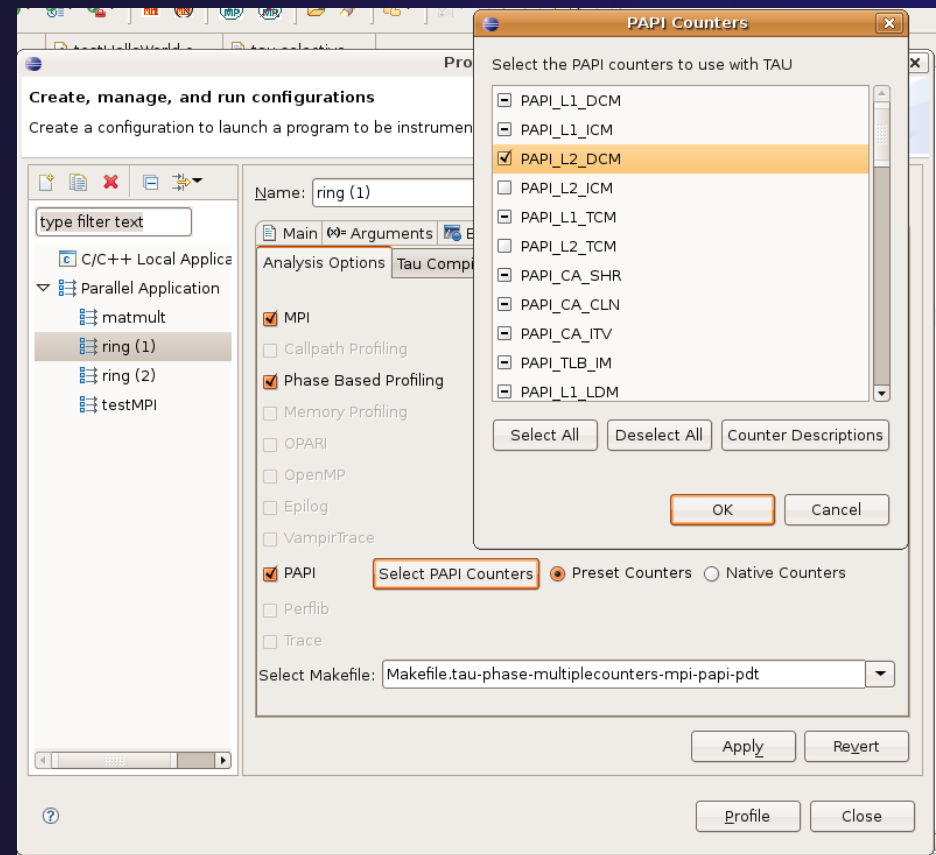 PAPI Counters
Select the PAPI counters to use with TAU
PAPI_L1_DCM
PAPI_L1_ICM
PAPI_L2_DCM
PAPI_L2_ICM
PAPI_L1_TCM
PAPI_L2_TCM
PAPI_CA_SHR
PAPI_CA_CLN
PAPI_CA_ITV
PAPI_TLB_IM
PAPI_L1_LDM
Select All Deselect All Counter Descriptions
OK Cancel
Pro
Create, manage, and run configurations
Create a configuration to launch a program to be instrumen
type filter text
C/C++ Local Applica
Parallel Application
matmult
ring (1)
ring (2)
testMPI
Name: ring (1)
Main Arguments E
Analysis Options Tau Compi
MPI
Callpath Profiling
Phase Based Profiling
Memory Profiling
OPARI
OpenMP
Epilog
VampirTrace
PAPI Select PAPI Counters Preset Counters Native Counters
Perflib
Trace
Select Makefile: Makefile.tau-phase-multiplecounters-mpi-papi-pdt
Apply Revert
Profile Close